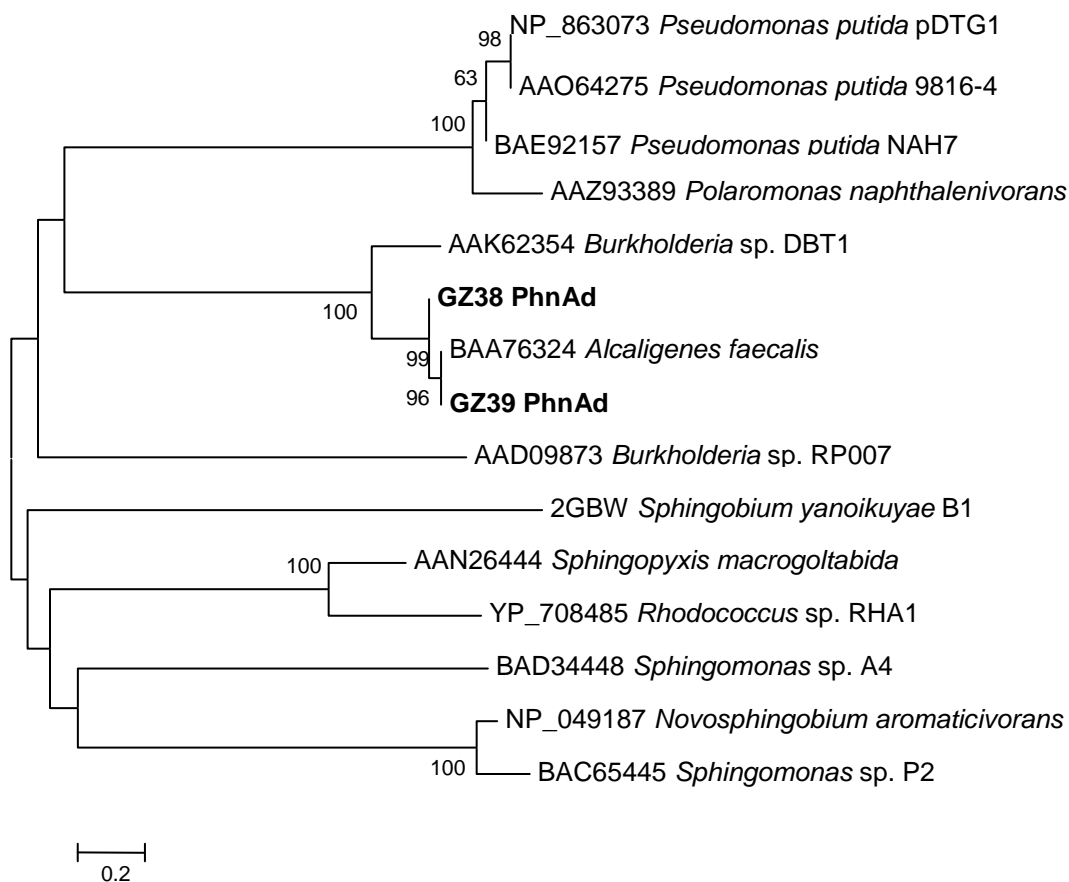 NP_863073 Pseudomonas putida pDTG1
98
63
AAO64275 Pseudomonas putida 9816-4
100
BAE92157 Pseudomonas putida NAH7
AAZ93389 Polaromonas naphthalenivorans
AAK62354 Burkholderia sp. DBT1
GZ38 PhnAd
100
BAA76324 Alcaligenes faecalis
99
96
GZ39 PhnAd
AAD09873 Burkholderia sp. RP007
2GBW Sphingobium yanoikuyae B1
100
AAN26444 Sphingopyxis macrogoltabida
YP_708485 Rhodococcus sp. RHA1
BAD34448 Sphingomonas sp. A4
NP_049187 Novosphingobium aromaticivorans
100
BAC65445 Sphingomonas sp. P2
0.2